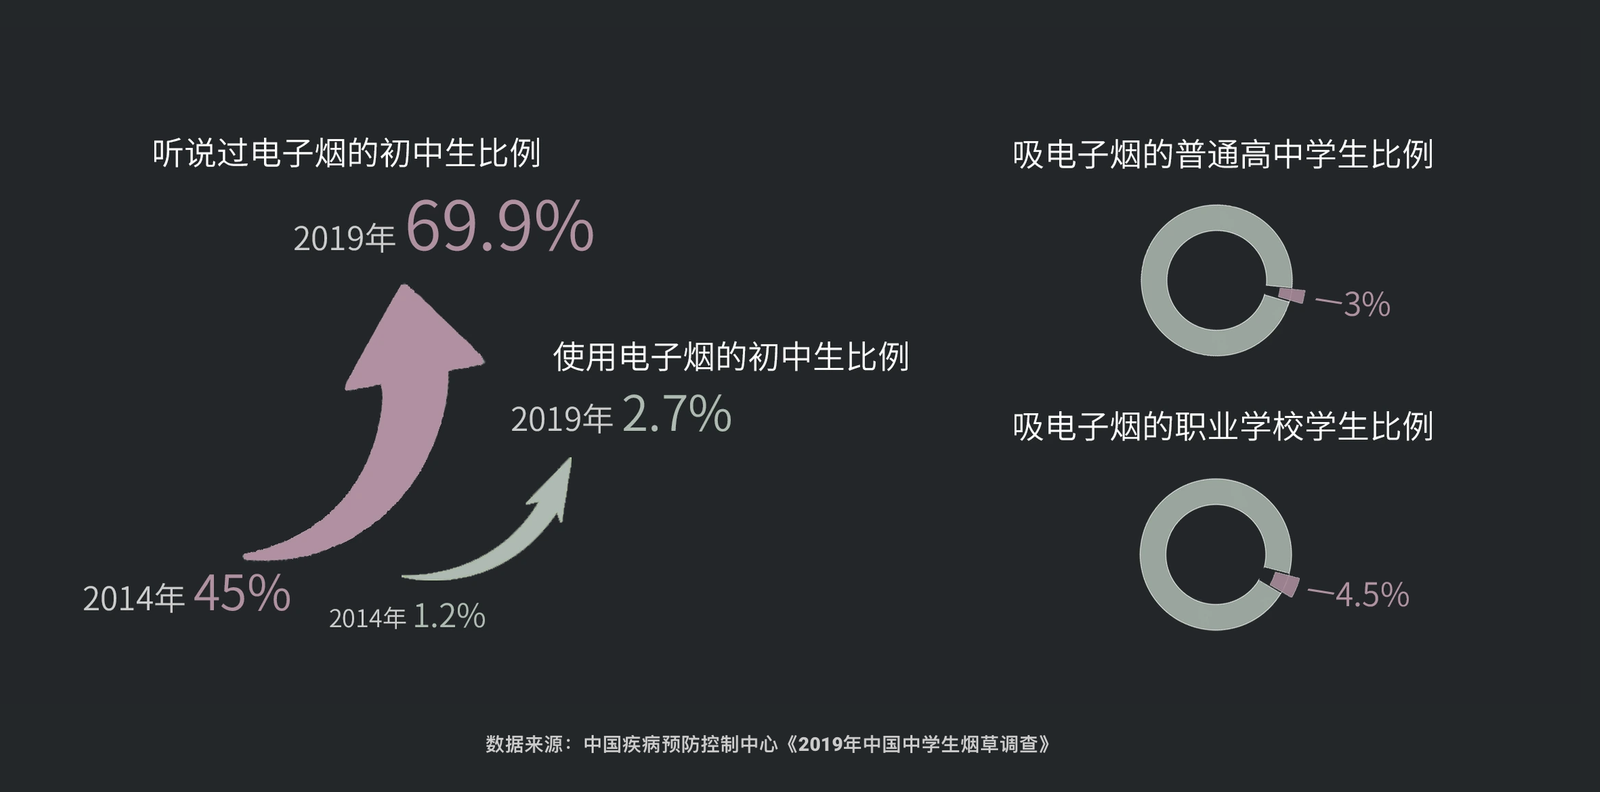 听说过电子烟的初中生比例
2019年 69.9%
2014年 45%
使用电子烟的初中生比例
2019年 2.7%
2014年 1.2%
吸电子烟的普通高中学生比例
3%
吸电子烟的职业学校学生比例
4.5%
数据来源：中国疾病预防控制中心《2019年中国中学生烟草调查》